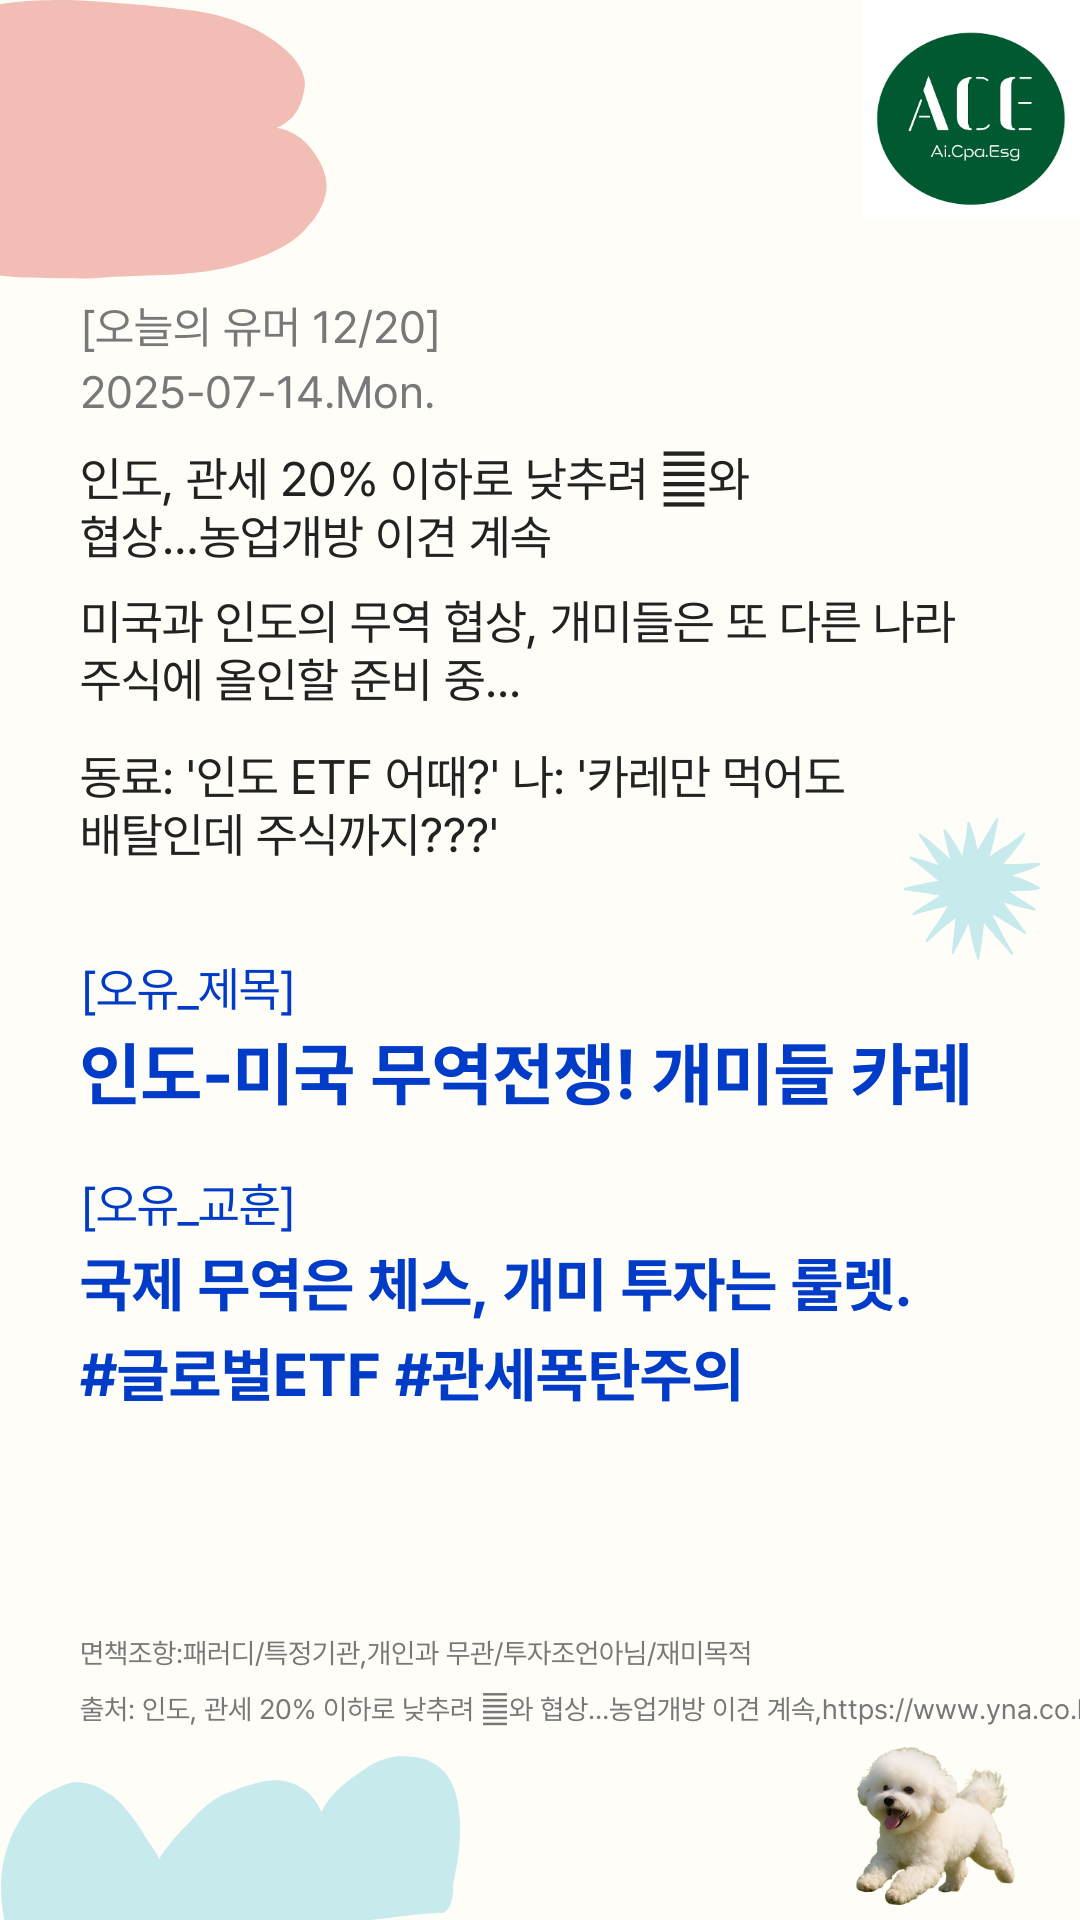 ACE
Ai.Cpa.Esg
[오늘의 유머 12/20]
2025-07-14.Mon.
인도, 관세 20% 이하로 낮추려 와
협상…농업개방 이견 계속
미국과 인도의 무역 협상, 개미들은 또 다른 나라
주식에 올인할 준비 중...
동료: '인도 ETF 어때?' 나: '카레만 먹어도
배탈인데 주식까지???'
[오유_제목]
인도-미국 무역전쟁! 개미들 카레
[오유_교훈]
국제 무역은 체스, 개미 투자는 룰렛.
#글로벌ETF #관세폭탄주의
면책조항:패러디/특정기관,개인과 무관/투자조언아님/재미목적
출처: 인도, 관세 20% 이하로 낮추려 와 협상…농업개방 이견 계속,https://www.yna.co.